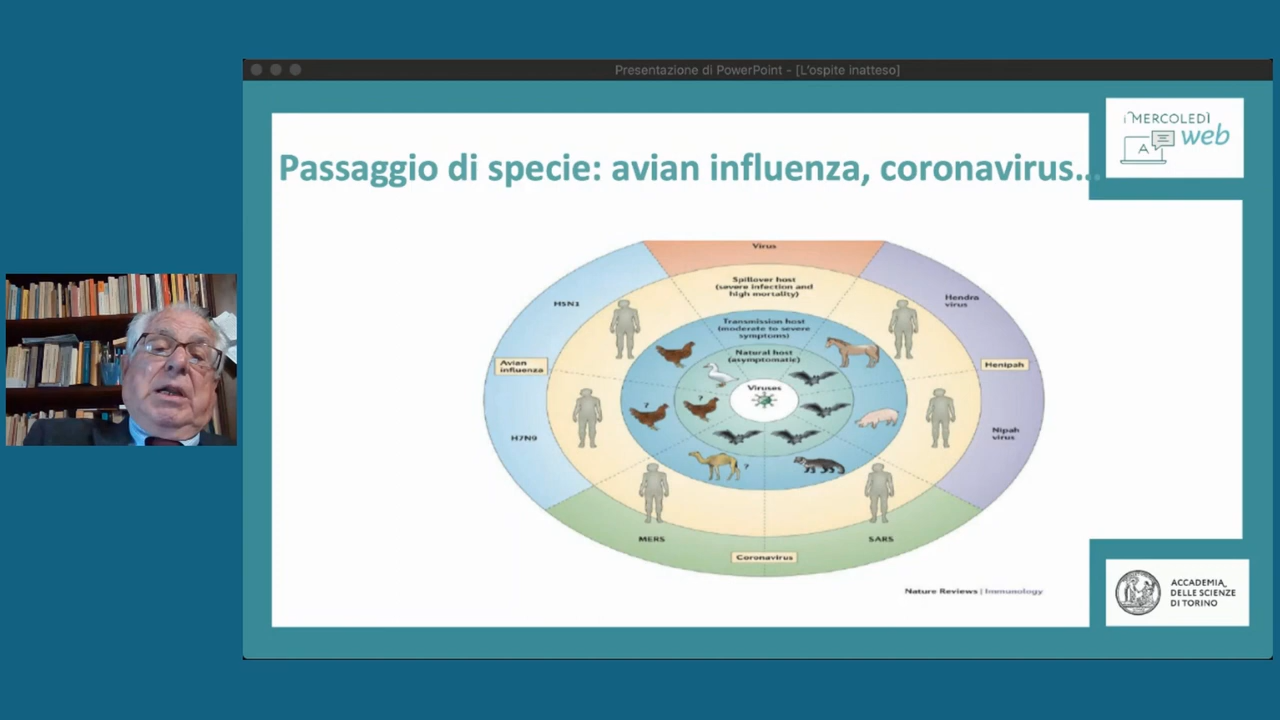 Presentazione di PowerPoint - [L'ospite inatteso]
I MERCOLEDÌ
A
web
Passaggio di specie: avian influenza, coronavirus...
Virus
Spillover host
(severe infection and
high mortality)
H5N1
Hendra
virus
Transmission host
(moderate to severe
symptoms)
Natural host
(asymptomatic)
Avian
influenza
Henipah
Viruses
?
?
H7N9
Nipah
virus
?
MERS
SARS
Coronavirus
Nature Reviews | Immunology
ACCADEMIA
DELLE SCIENZE
DI TORINO